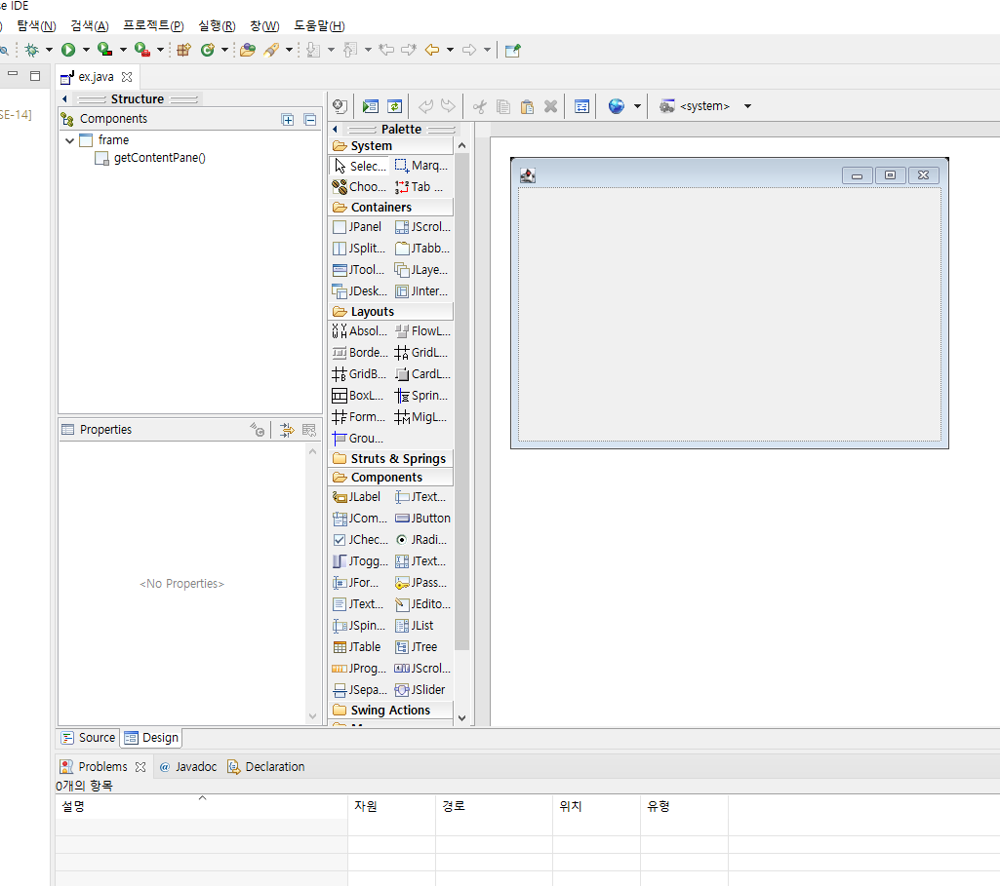 se IDE
) 탐색(N) 검색(A) 프로젝트(P) 실행(R) 창(W) 도움말(H)
ex.java
SE-14]
Structure
Components
frame
getContentPane()
Properties
<No Properties>
<system>
Palette
System
Selec... Marq...
Choo... Tab ...
Containers
JPanel JScrol...
JSplit... JTabb...
JTool... JLaye...
JDesk... JInter...
Layouts
Absol... FlowL...
Borde... GridL...
GridB... CardL...
BoxL... Sprin...
Form... MigL...
Grou...
Struts & Springs
Components
JLabel JText...
JCom... JButton
JChec... JRadi...
JTogg... JText...
JFor... JPass...
JText... JEdito...
JSpin... JList
JTable JTree
JProg... JScrol...
JSepa... JSlider
Swing Actions
Source Design
Problems @ Javadoc Declaration
0개의 항목
설명 자원 경로 위치 유형